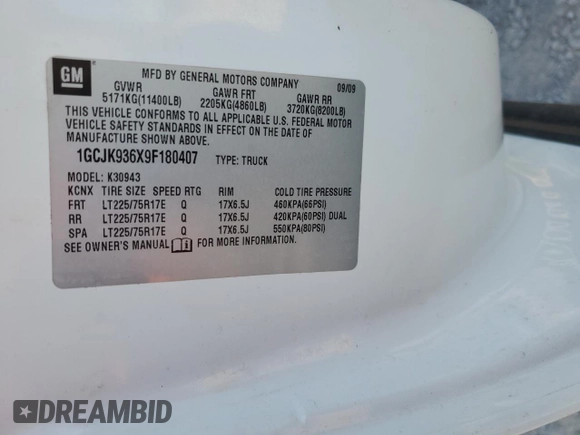 GM
MFD BY GENERAL MOTORS COMPANY 09/09
GVWR GAWR FRT GAWR RR
5171KG(11400LB) 2205KG(4860LB) 3720KG(8200LB)
THIS VEHICLE CONFORMS TO ALL APPLICABLE U.S. FEDERAL MOTOR
VEHICLE SAFETY STANDARDS IN EFFECT ON THE DATE OF
MANUFACTURE SHOWN ABOVE.
1GCJK936X9F180407 TYPE: TRUCK
MODEL: K30943
KCNX TIRE SIZE SPEED RTG RIM COLD TIRE PRESSURE
FRT LT225/75R17E Q 17X6.5J 460KPA(66PSI)
RR LT225/75R17E Q 17X6.5J 420KPA(60PSI) DUAL
SPA LT225/75R17E Q 17X6.5J 550KPA(80PSI)
SEE OWNER'S MANUAL FOR MORE INFORMATION.
DREAMBID